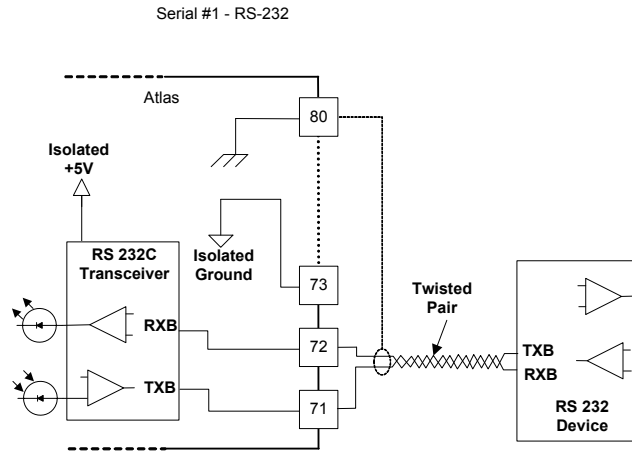 Serial #1 - RS-232
Atlas
80
Isolated
+5V
RS 232C
Transceiver
Isolated
Ground
73
Twisted
Pair
RXB
72
TXB
RXB
TXB
71
RS 232
Device